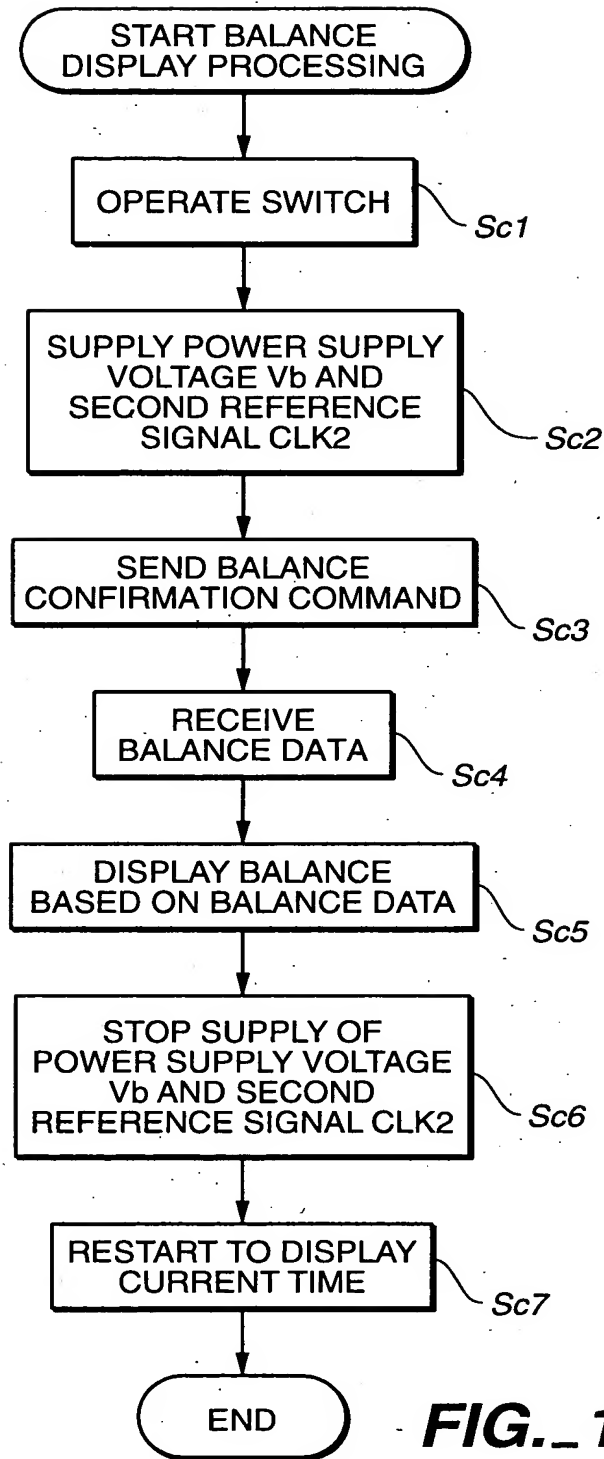 START BALANCE
DISPLAY PROCESSING
OPERATE SWITCH
Sc1
SUPPLY POWER SUPPLY
VOLTAGE Vb AND
SECOND REFERENCE
SIGNAL CLK2
Sc2
SEND BALANCE
CONFIRMATION COMMAND
Sc3
RECEIVE
BALANCE DATA
Sc4
DISPLAY BALANCE
BASED ON BALANCE DATA
Sc5
STOP SUPPLY OF
POWER SUPPLY VOLTAGE
Vb AND SECOND
REFERENCE SIGNAL CLK2
Sc6
RESTART TO DISPLAY
CURRENT TIME
Sc7
END
FIG._1